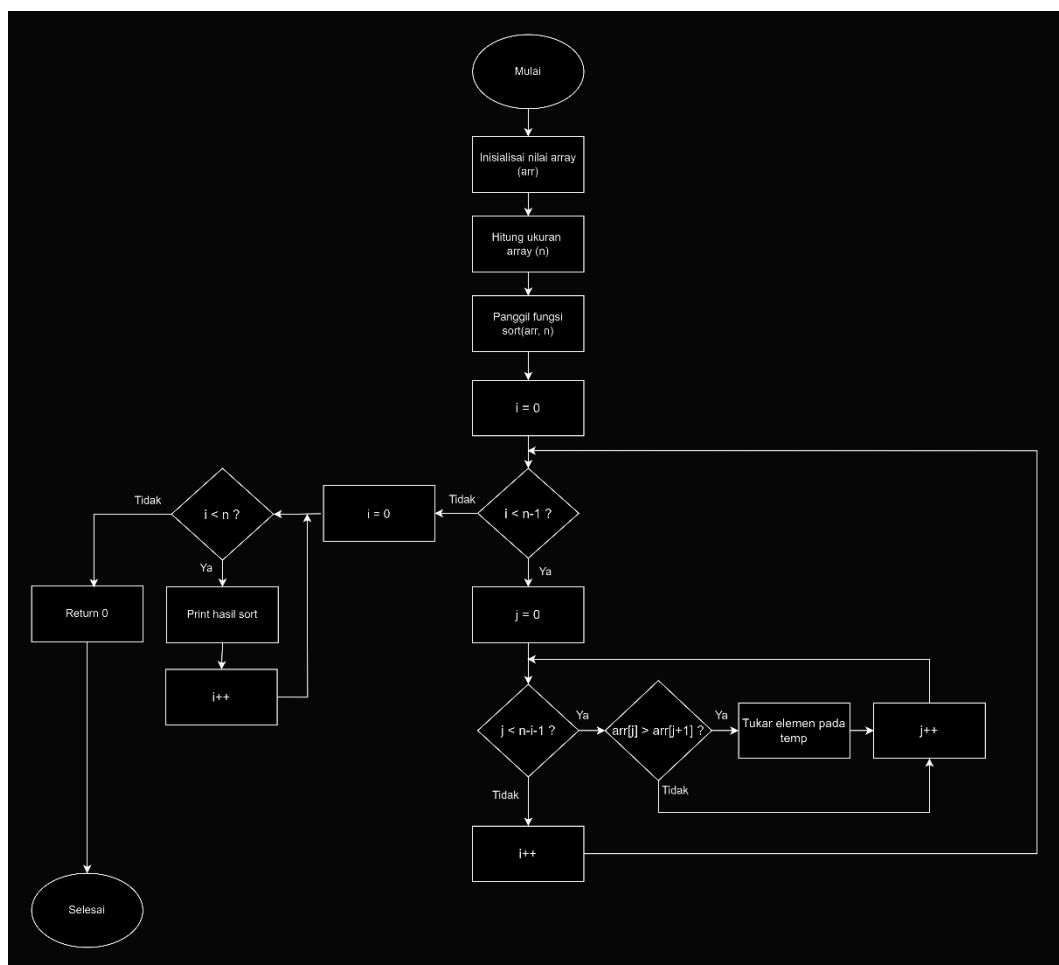 Mulai
Inisialisai nilai array
(arr)
Hitung ukuran
array (n)
Panggil fungsi
sort(arr, n)
i = 0
i < n-1 ?
Tidak
i = 0
i < n ?
Tidak
Ya
Return 0
Print hasil sort
i++
Selesai
Ya
j = 0
j < n-i-1 ?
Ya
arr[j] > arr[j+1] ?
Ya
Tukar elemen pada
temp
j++
Tidak
Tidak
i++